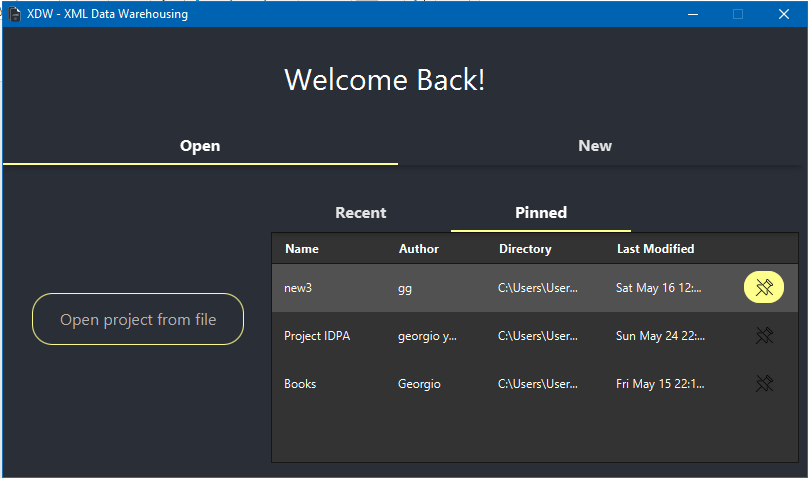 XDW - XML Data Warehousing
Welcome Back!
Open New
Recent Pinned
Name Author Directory Last Modified
new3 gg C:\Users\User... Sat May 16 12:...
Open project from file
Project IDPA georgio y... C:\Users\User... Sun May 24 22:...
Books Georgio C:\Users\User... Fri May 15 22:1...